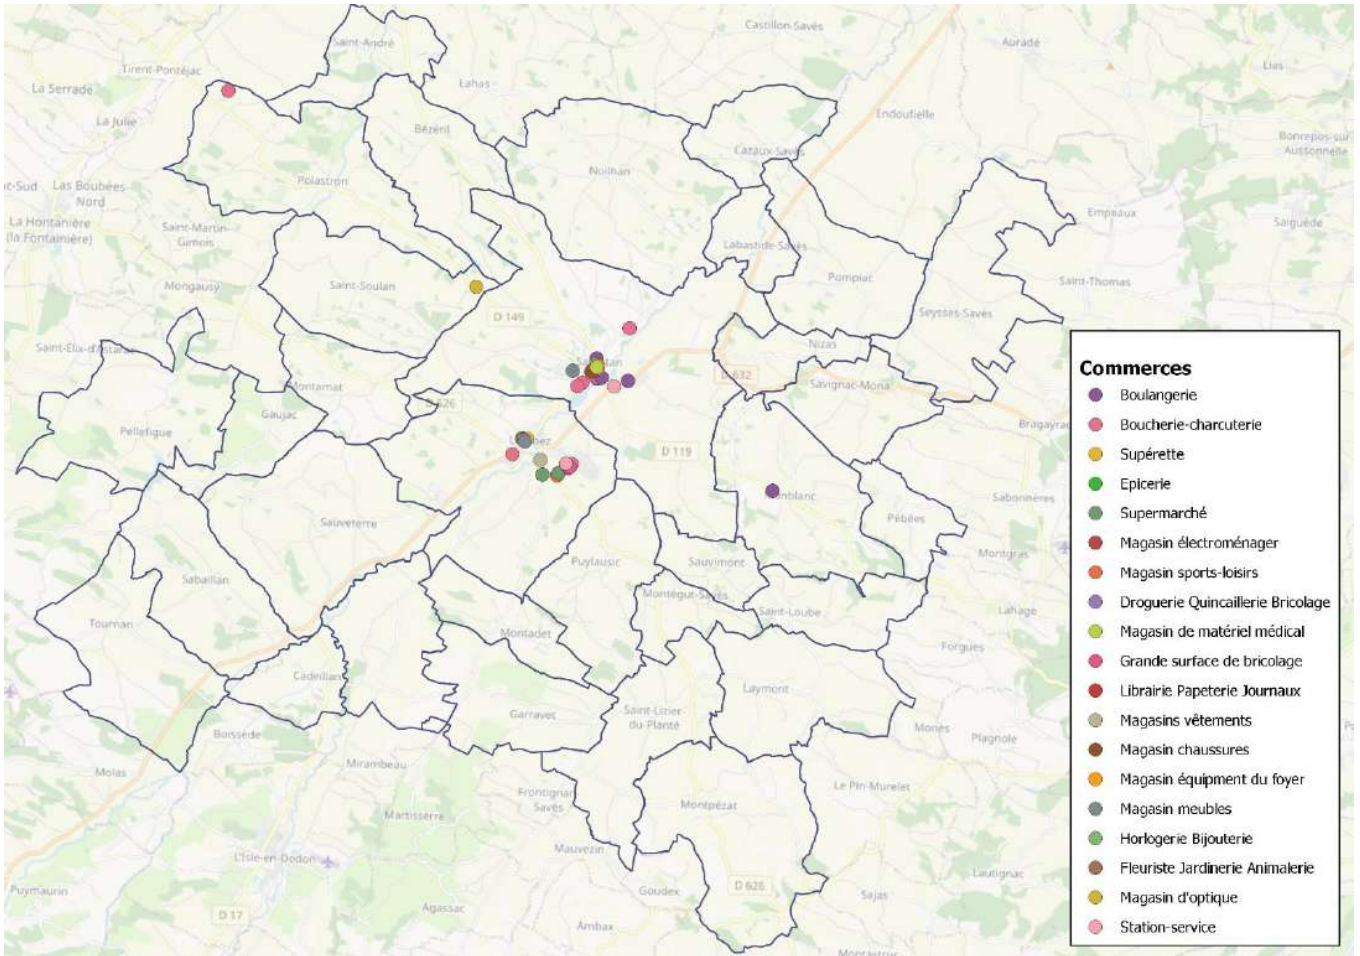 Castillon-Savès
Saint-André
Auradé
Tirent-Pontéjac
Lias
Lahas
La Serrade
La Julie
Indoufielle
Bézéril
Bonrepos-sur
Aussonnelle
Cazaux-Savès
Noilhan
Polastron
ac-Sud
Las Boubées
Nord
Empeaux
La Hontanière
(la Fontainière)
Saiguède
Saint-Martin-
Gimois
Labastide-Savès
Pompiac
Saint-Thomas
Mongausy
Saint-Soulan
D 149
Seysses-Savès
Saint-Élix-d'Astarac
Nizas
D 632
Savignac-Mona
Montamat
D 626
Gaujac
Bragayrac
Pellefigue
D 119
Sabonnères
Sauveterre
Pébées
Montgras
Puylausic
Sauvimont
Sabaillan
Montégut-Savès
Saint-Loube
Lahage
Tournan
Montadet
Forgues
Cadeillan
Laymont
Garravet
Saint-Lizier-
du-Planté
Boissède
Monès
Plagnole
Molas
Mirambeau
Frontignan
Savès
Le Pin-Murelet
Martisserre
Montpézat
Mauvezin
L'Isle-en-Dodon
Lautignac
Puymaurin
Goudex
D 626
Sajas
Agassac
D 17
Ambax
Montastruc
Commerces
Boulangerie
Boucherie-charcuterie
Supérette
Epicerie
Supermarché
Magasin électroménager
Magasin sports-loisirs
Droguerie Quincaillerie Bricolage
Magasin de matériel médical
Grande surface de bricolage
Librairie Papeterie Journaux
Magasins vêtements
Magasin chaussures
Magasin équipment du foyer
Magasin meubles
Horlogerie Bijouterie
Fleuriste Jardinerie Animalerie
Magasin d'optique
Station-service